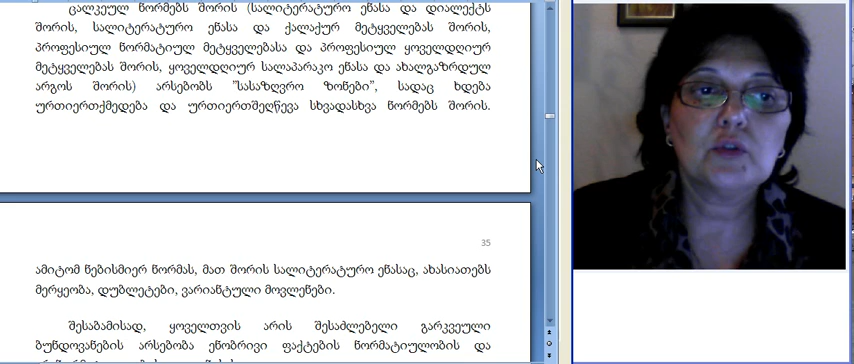 ცალკეულ ნორმებს შორის (სალიტერატურო ენასა და დიალექტს
შორის, სალიტერატურო ენასა და ქალაქურ მეტყველებას შორის,
პროფესიულ ნორმატიულ მეტყველებასა და პროფესიულ ყოველდღიურ
მეტყველებას შორის, ყოველდღიურ სალაპარაკო ენასა და ახალგაზრდულ
არგოს შორის) არსებობს ”სასაზღვრო ზონები”, სადაც ხდება
ურთიერთქმედება და ურთიერთშეღწევა სხვადასხვა ნორმებს შორის.
35
ამიტომ ნებისმიერ ნორმას, მათ შორის სალიტერატურო ენასაც, ახასიათებს
მერყეობა, დუბლეტები, ვარიანტული მოვლენები.
შესაბამისად, ყოველთვის არის შესაძლებელი გარკვეული
ბუნდოვანების არსებობა ენობრივი ფაქტების ნორმატიულობის და